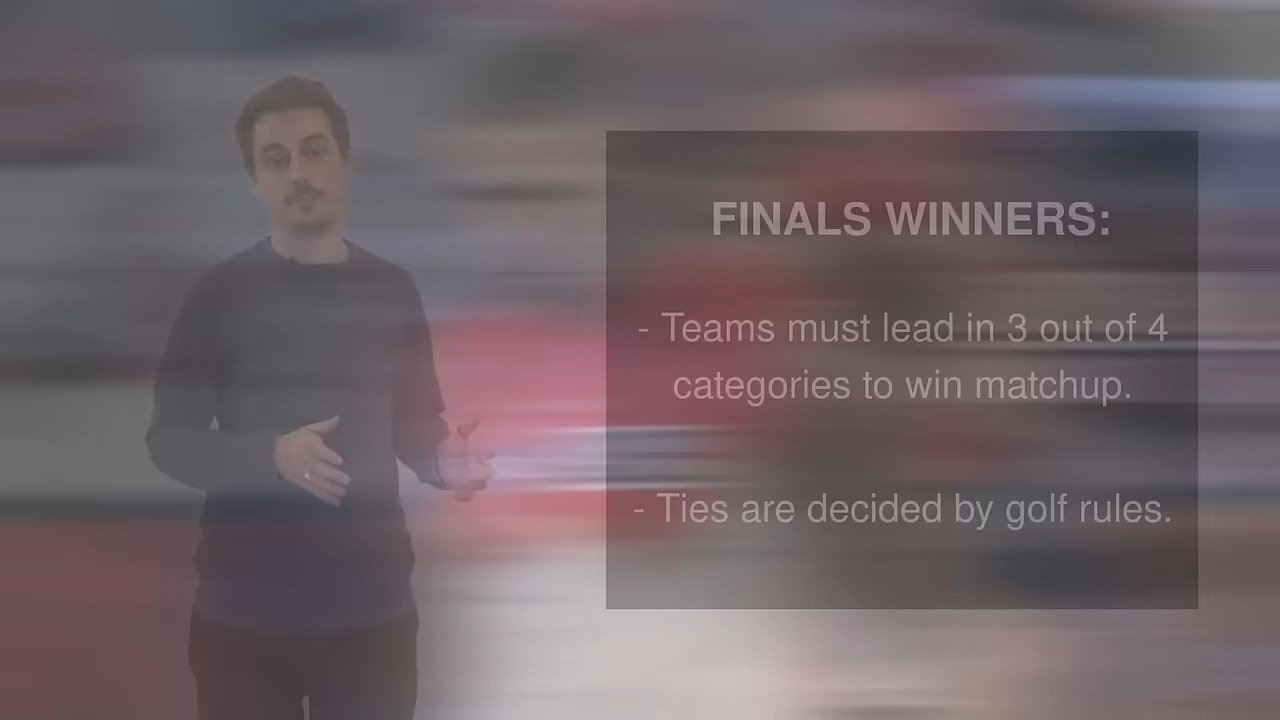 FINALS WINNERS:
- Teams must lead in 3 out of 4
categories to win matchup.
- Ties are decided by golf rules.